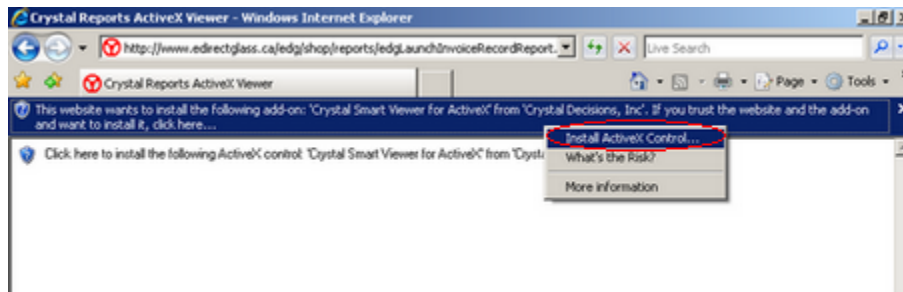 Crystal Reports ActiveX Viewer - Windows Internet Explorer
http://www.edirectglass.ca/edg/shop/reports/edgLaunchInvoiceRecordReport.
Live Search
Crystal Reports ActiveX Viewer
Page
Tools
This website wants to install the following add-on: 'Crystal Smart Viewer for ActiveX' from 'Crystal Decisions, Inc'. If you trust the website and the add-on
and want to install it, click here...
Click here to install the following ActiveX control: 'Crystal Smart Viewer for ActiveX' from 'Crysta
Install ActiveX Control...
What's the Risk?
More information